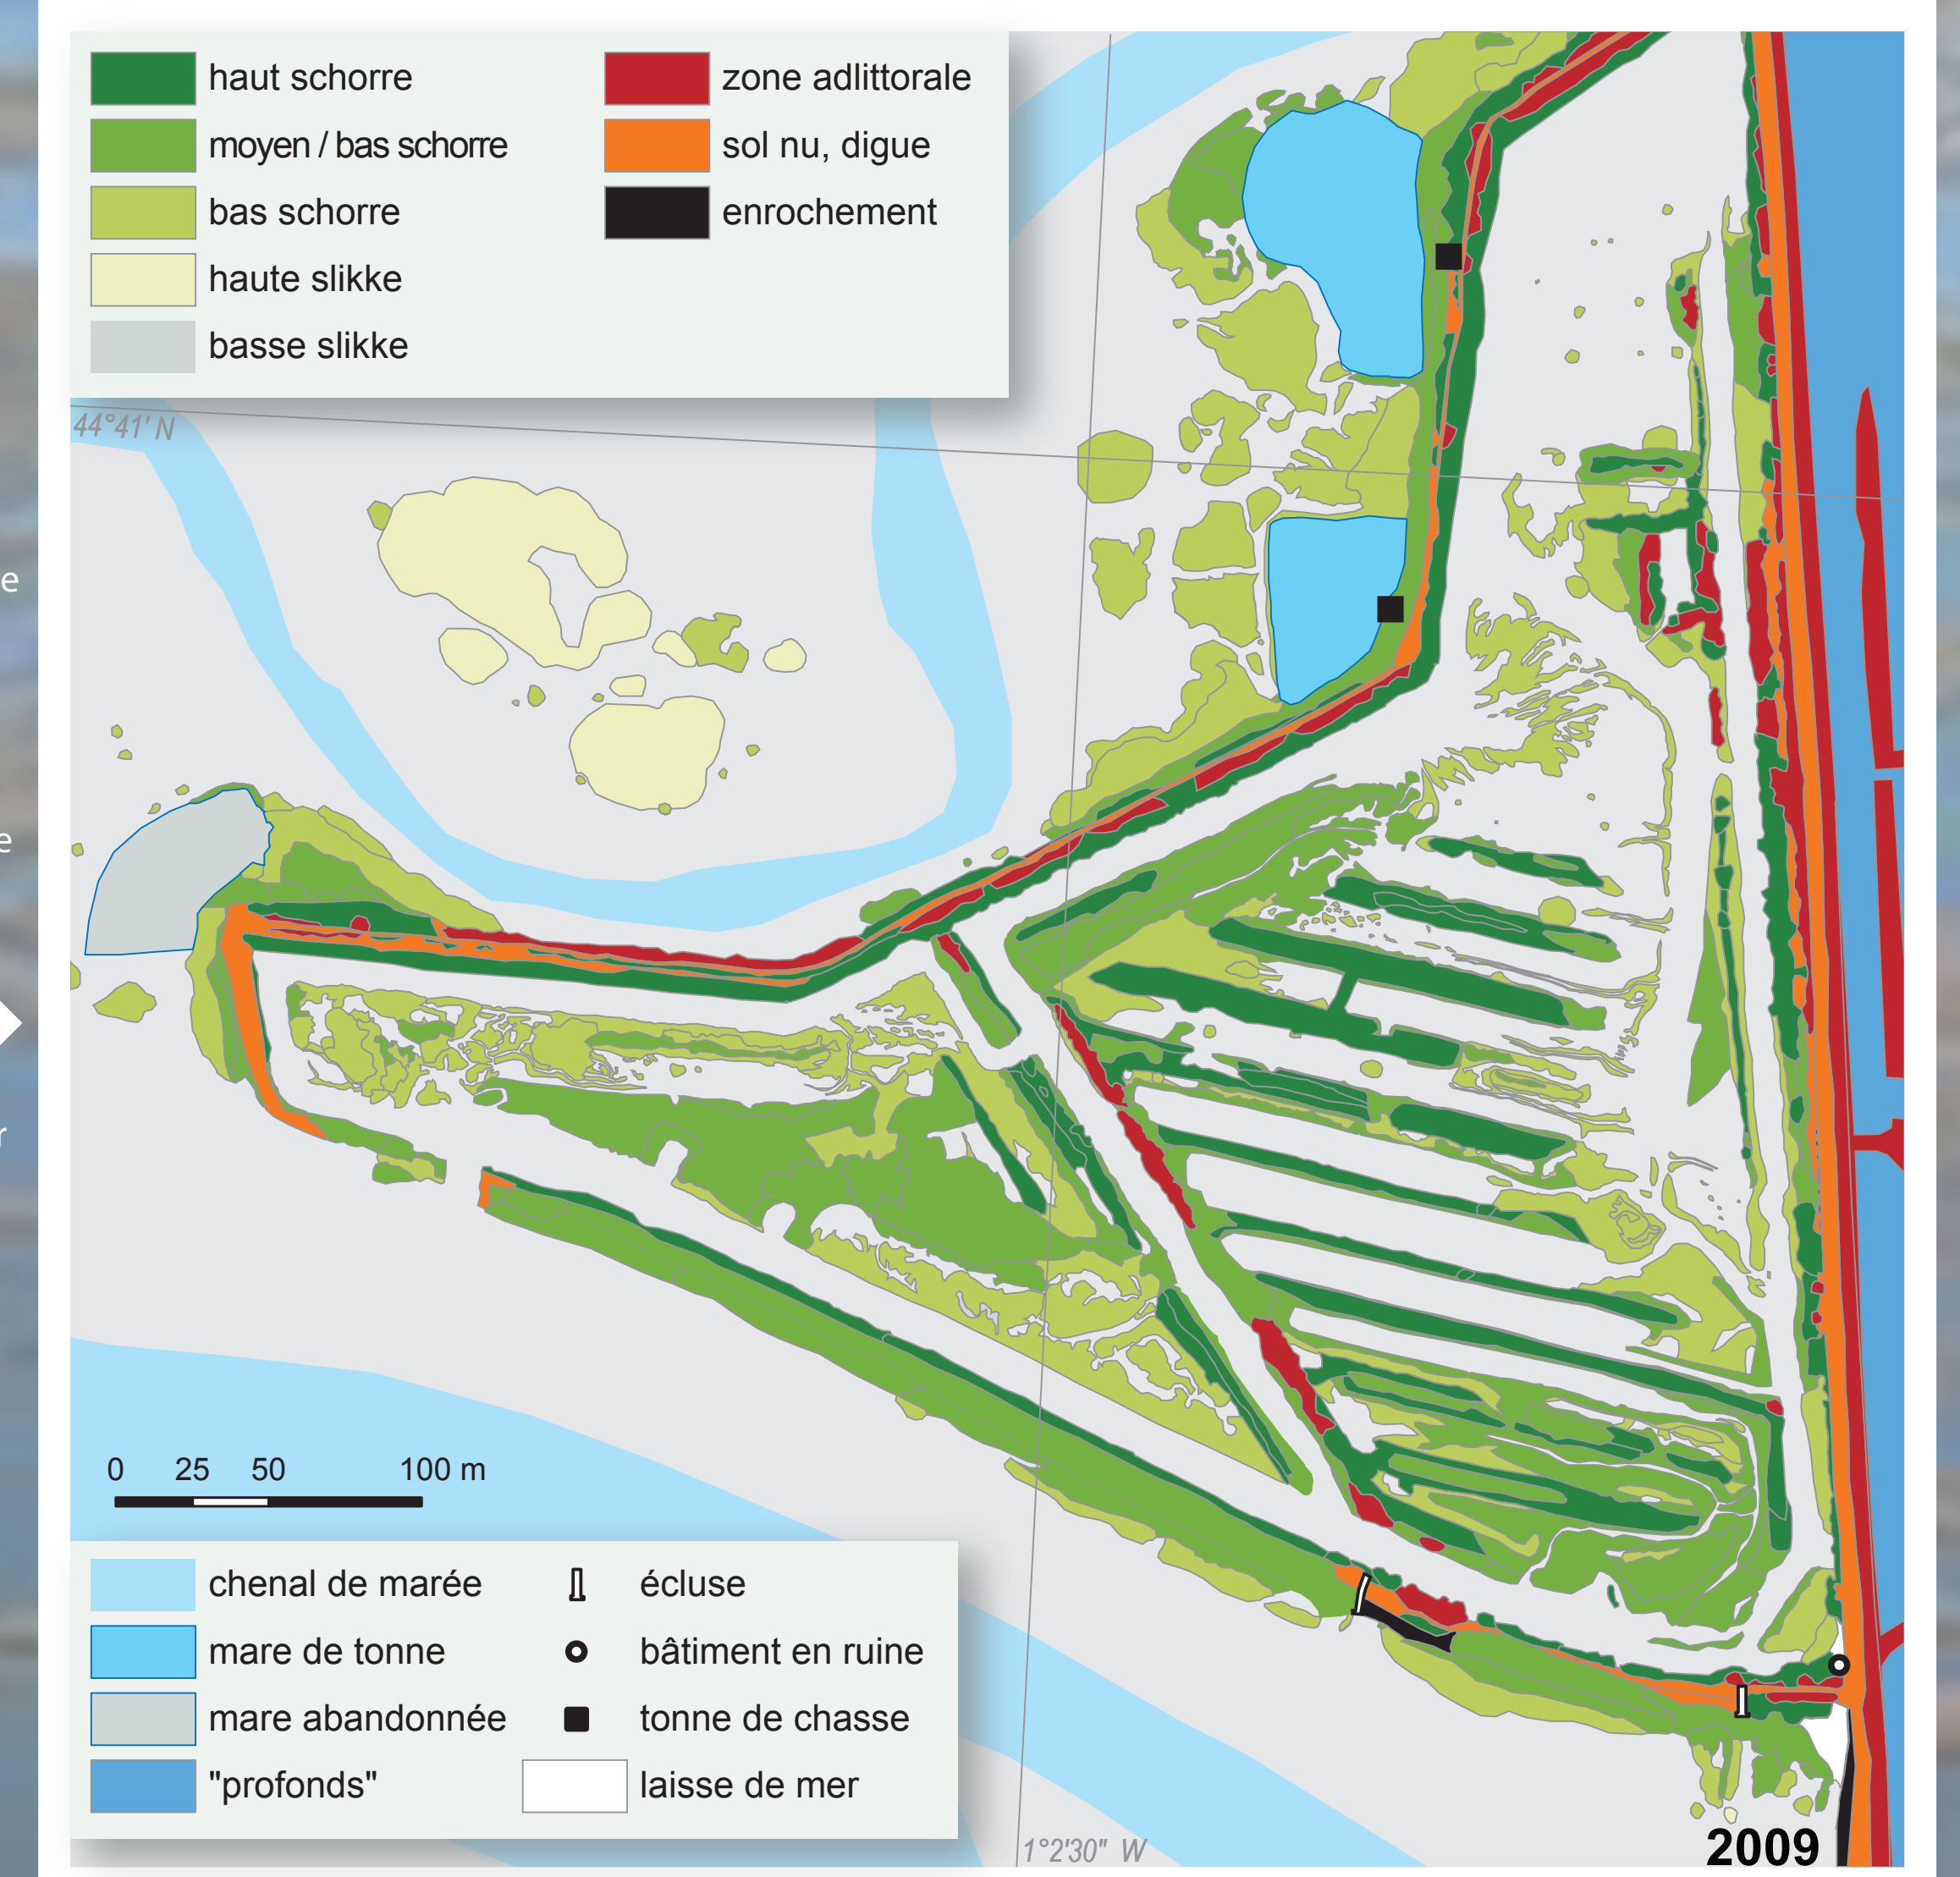 haut schorre
moyen / bas schorre
bas schorre
haute slikke
basse slikke
zone adlittorale
sol nu, digue
enrochement
44°41' N
e
e
r
0 25 50 100 m
chenal de marée
mare de tonne
mare abandonnée
"profonds"
écluse
bâtiment en ruine
tonne de chasse
laisse de mer
1°2'30" W
2009